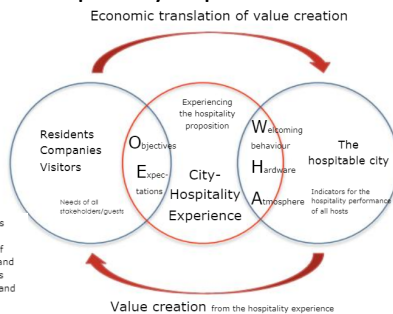 Economic translation of value creation
Residents
Companies
Visitors
Needs of all
stakeholders/guests
Objectives
Expec-
tations
Experiencing
the hospitality
proposition
City-
Hospitality
Experience
Welcoming
behaviour
Hardware
Atmosphere
The
hospitable city
Indicators for the
hospitality performance
of all hosts
s
f
and
s
and
Value creation from the hospitality experience